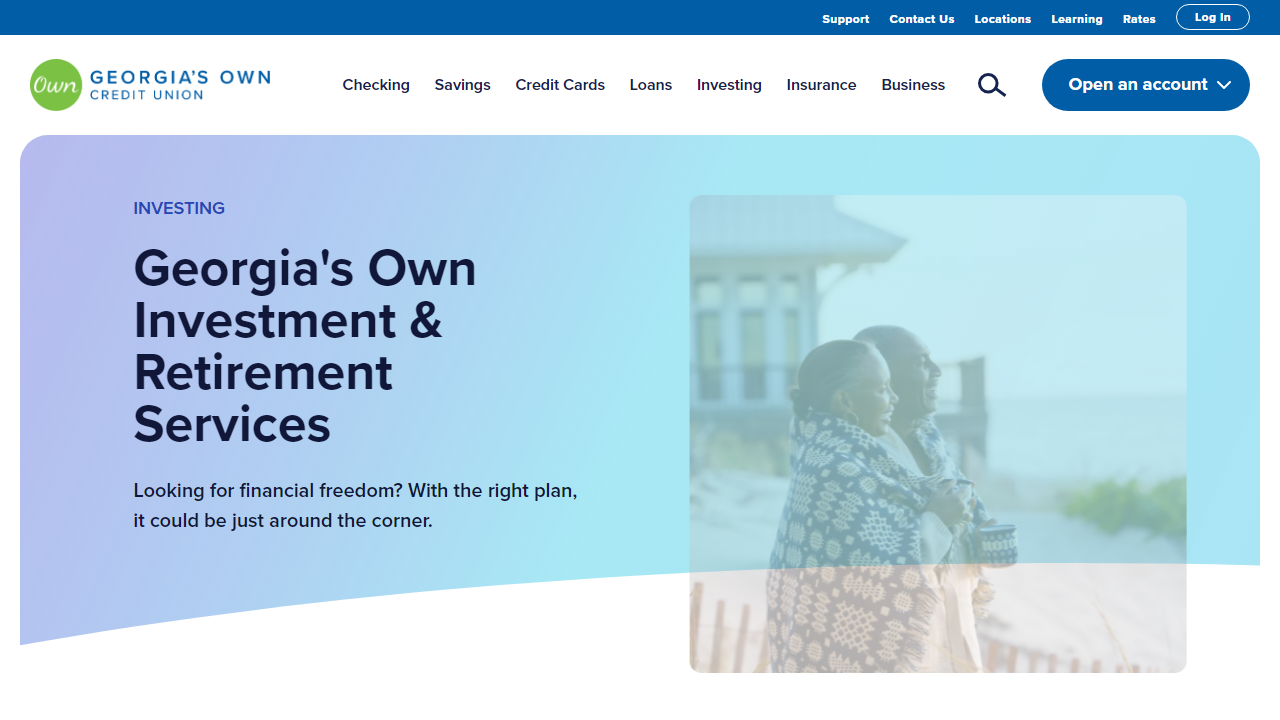 Support Contact Us Locations Learning Rates Log In
Own
GEORGIA'S OWN
CREDIT UNION
Checking Savings Credit Cards Loans Investing Insurance Business
Open an account
INVESTING
Georgia's Own
Investment &
Retirement
Services
Looking for financial freedom? With the right plan,
it could be just around the corner.